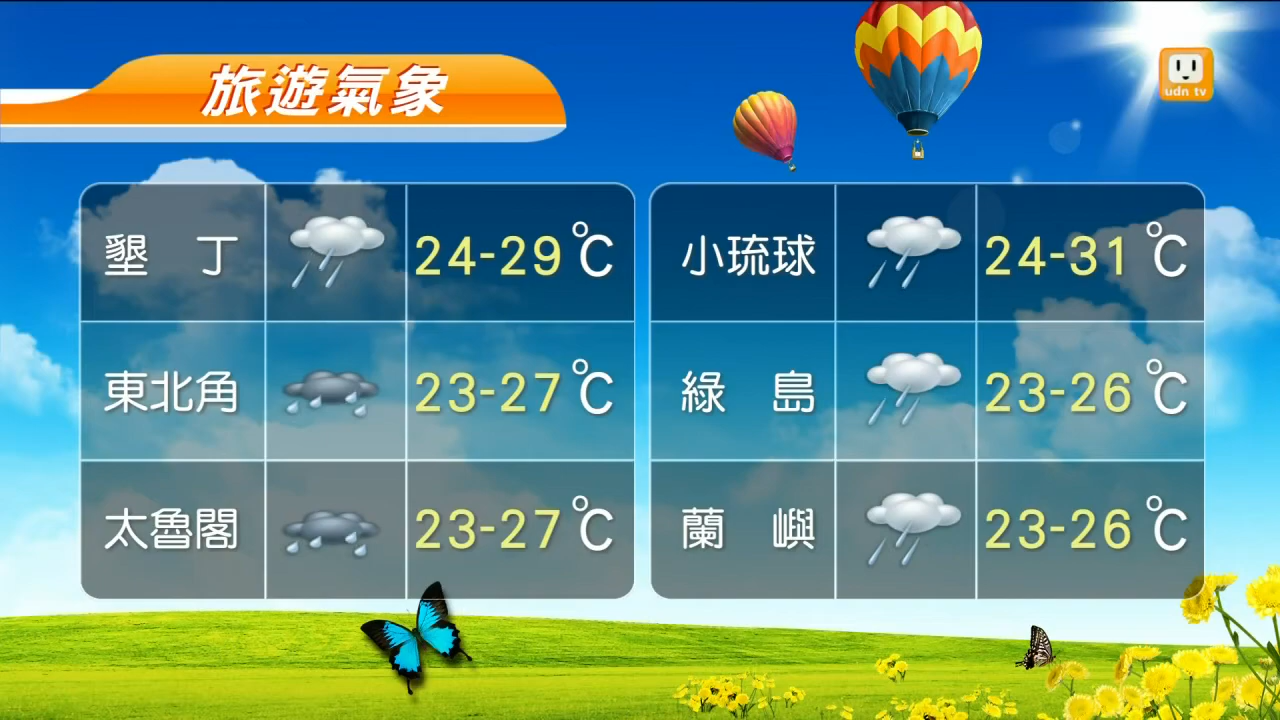 旅遊氣象
udn tv
墾 丁 24-29℃
東北角 23-27℃
太魯閣 23-27℃
小琉球 24-31℃
綠 島 23-26℃
蘭 嶼 23-26℃